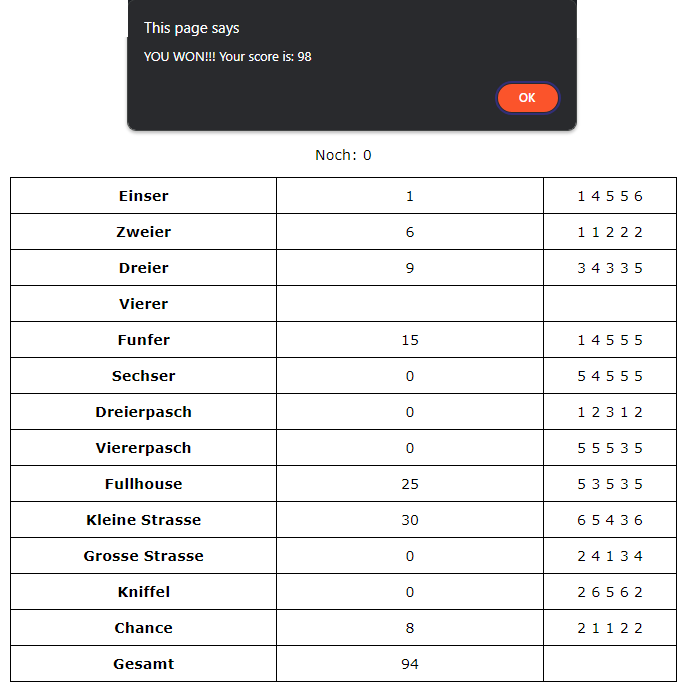 This page says
YOU WON!!! Your score is: 98
OK
Noch: 0
Einser 1 1 4 5 5 6
Zweier 6 1 1 2 2 2
Dreier 9 3 4 3 3 5
Vierer
Funfer 15 1 4 5 5 5
Sechser 0 5 4 5 5 5
Dreierpasch 0 1 2 3 1 2
Viererpasch 0 5 5 5 3 5
Fullhouse 25 5 3 5 3 5
Kleine Strasse 30 6 5 4 3 6
Grosse Strasse 0 2 4 1 3 4
Kniffel 0 2 6 5 6 2
Chance 8 2 1 1 2 2
Gesamt 94